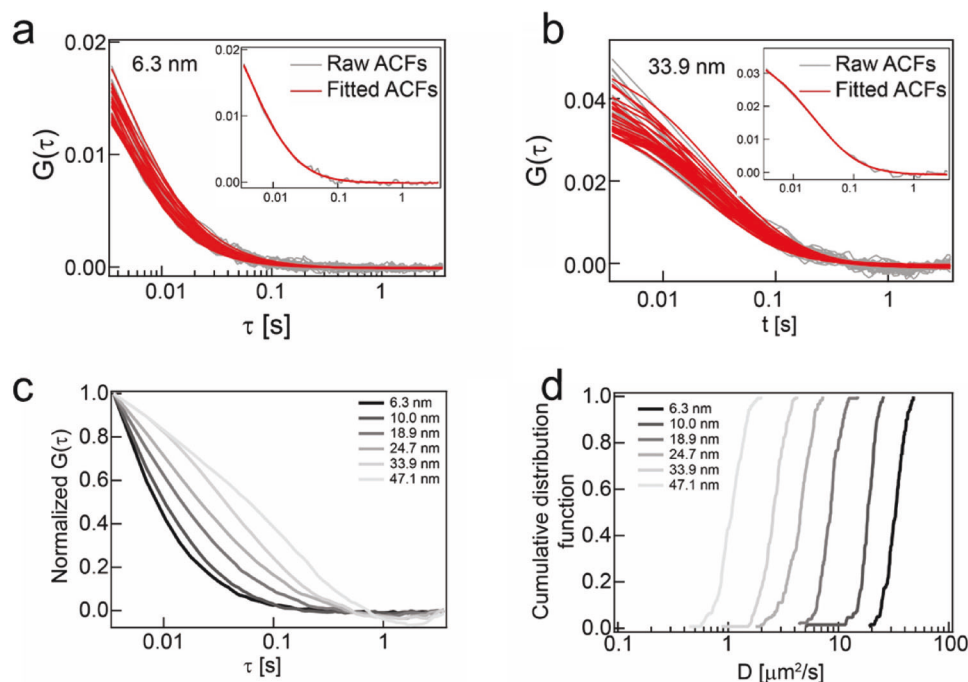 a
0.02
0.01
0.00
G(τ)
6.3 nm
0.02
0.01
0.00
0.01 0.1 1
Raw ACFs
Fitted ACFs
0.01 0.1 1
τ [s]
b
0.04
0.02
0.00
G(τ)
33.9 nm
0.03
0.02
0.01
0.00
0.01 0.1 1
Raw ACFs
Fitted ACFs
0.01 0.1 1
t [s]
c
1.0
0.8
0.6
0.4
0.2
0.0
Normalized G(τ)
6.3 nm
10.0 nm
18.9 nm
24.7 nm
33.9 nm
47.1 nm
0.01 0.1 1
τ [s]
d
1.0
0.8
0.6
0.4
0.2
0.0
Cumulative distribution
function
6.3 nm
10.0 nm
18.9 nm
24.7 nm
33.9 nm
47.1 nm
0.1 1 10 100
D [μm²/s]